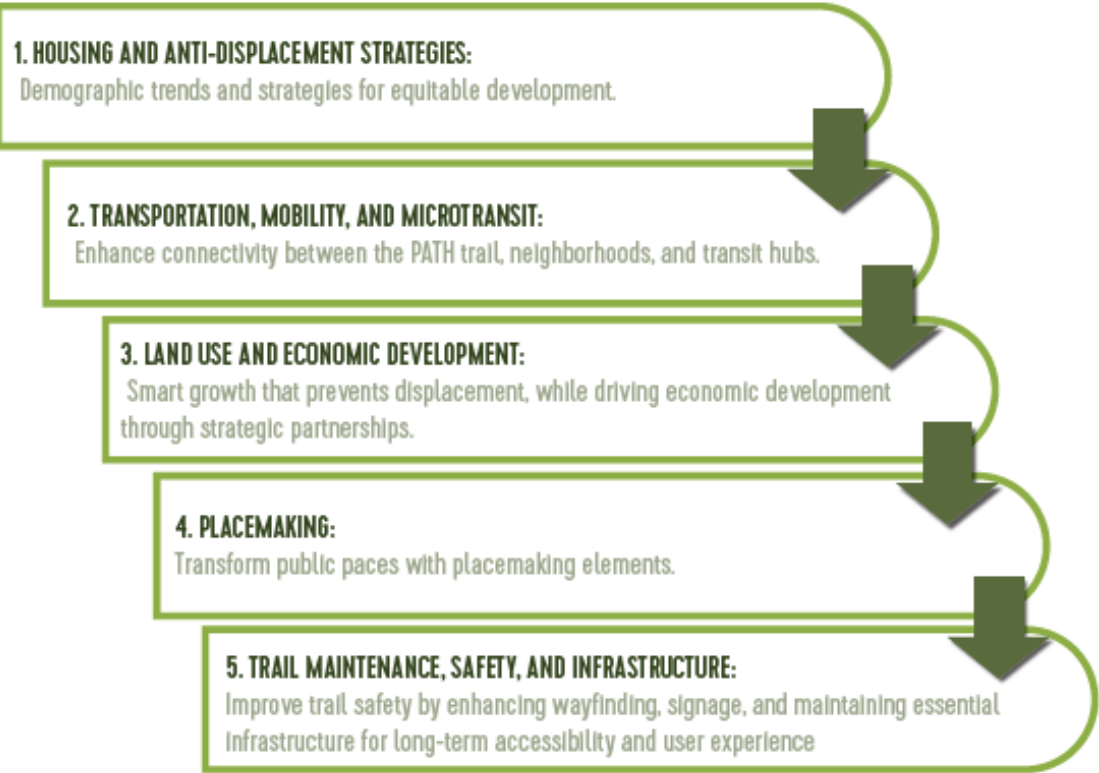 1. HOUSING AND ANTI-DISPLACEMENT STRATEGIES:
Demographic trends and strategies for equitable development.
2. TRANSPORTATION, MOBILITY, AND MICROTRANSIT:
Enhance connectivity between the PATH trail, neighborhoods, and transit hubs.
3. LAND USE AND ECONOMIC DEVELOPMENT:
Smart growth that prevents displacement, while driving economic development
through strategic partnerships.
4. PLACEMAKING:
Transform public paces with placemaking elements.
5. TRAIL MAINTENANCE, SAFETY, AND INFRASTRUCTURE:
Improve trail safety by enhancing wayfinding, signage, and maintaining essential
infrastructure for long-term accessibility and user experience